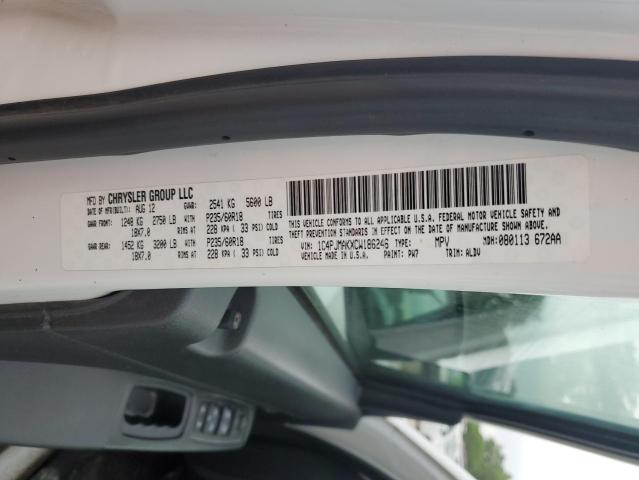 MFD BY CHRYSLER GROUP LLC
DATE OF MFR(BUILT): AUG 12 GVWR: 2541 KG 5600 LB
GAWR FRONT: 1248 KG 2750 LB P235/60R18 TIRES
18X7.0 RIMS AT 228 KPA ( 33 PSI) COLD
GAWR REAR: 1452 KG 3200 LB P235/60R18 TIRES
18X7.0 RIMS AT 228 KPA ( 33 PSI) COLD
THIS VEHICLE CONFORMS TO ALL APPLICABLE U.S.A. FEDERAL MOTOR VEHICLE SAFETY AND
THEFT PREVENTION STANDARDS IN EFFECT ON THE DATE OF MANUFACTURE SHOWN ABOVE.
VIN: 1C4PJMAKXCW186246 TYPE: MPV MDH: 080113 672AA
VEHICLE MADE IN U.S.A. PAINT: PW7 TRIM: ALDV